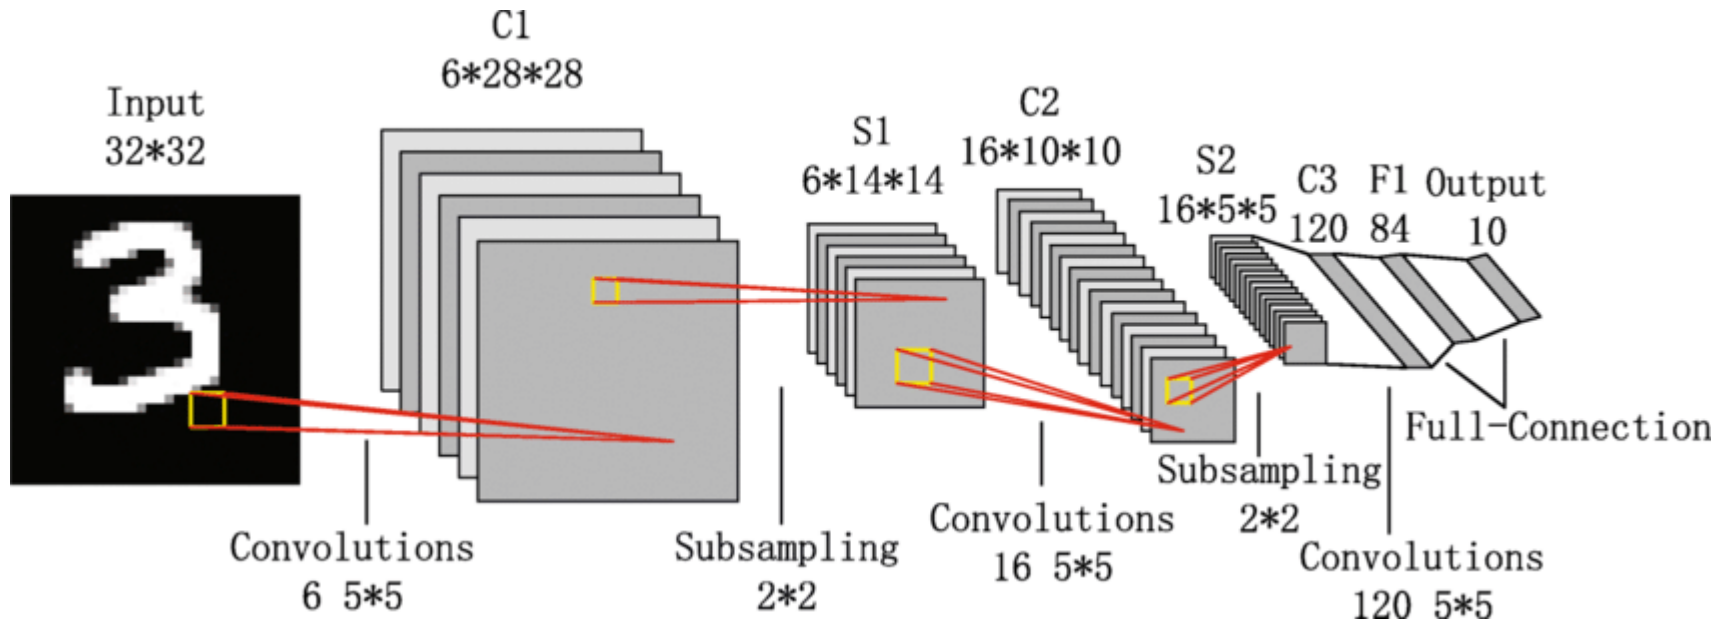 Input
32*32
C1
6*28*28
S1
6*14*14
C2
16*10*10
S2
16*5*5
C3
120
F1
84
Output
10
Convolutions
6 5*5
Subsampling
2*2
Convolutions
16 5*5
Subsampling
2*2
Convolutions
120 5*5
Full-Connection